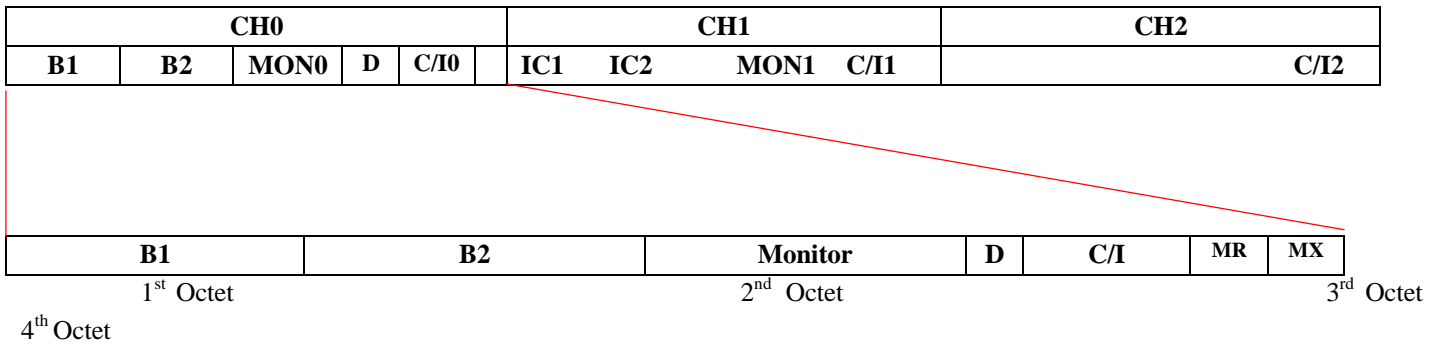 CH0 CH1 CH2
B1 B2 MON0 D C/I0 IC1 IC2 MON1 C/I1 C/I2
B1 B2 Monitor D C/I MR MX
1st Octet 2nd Octet 3rd Octet
4th Octet